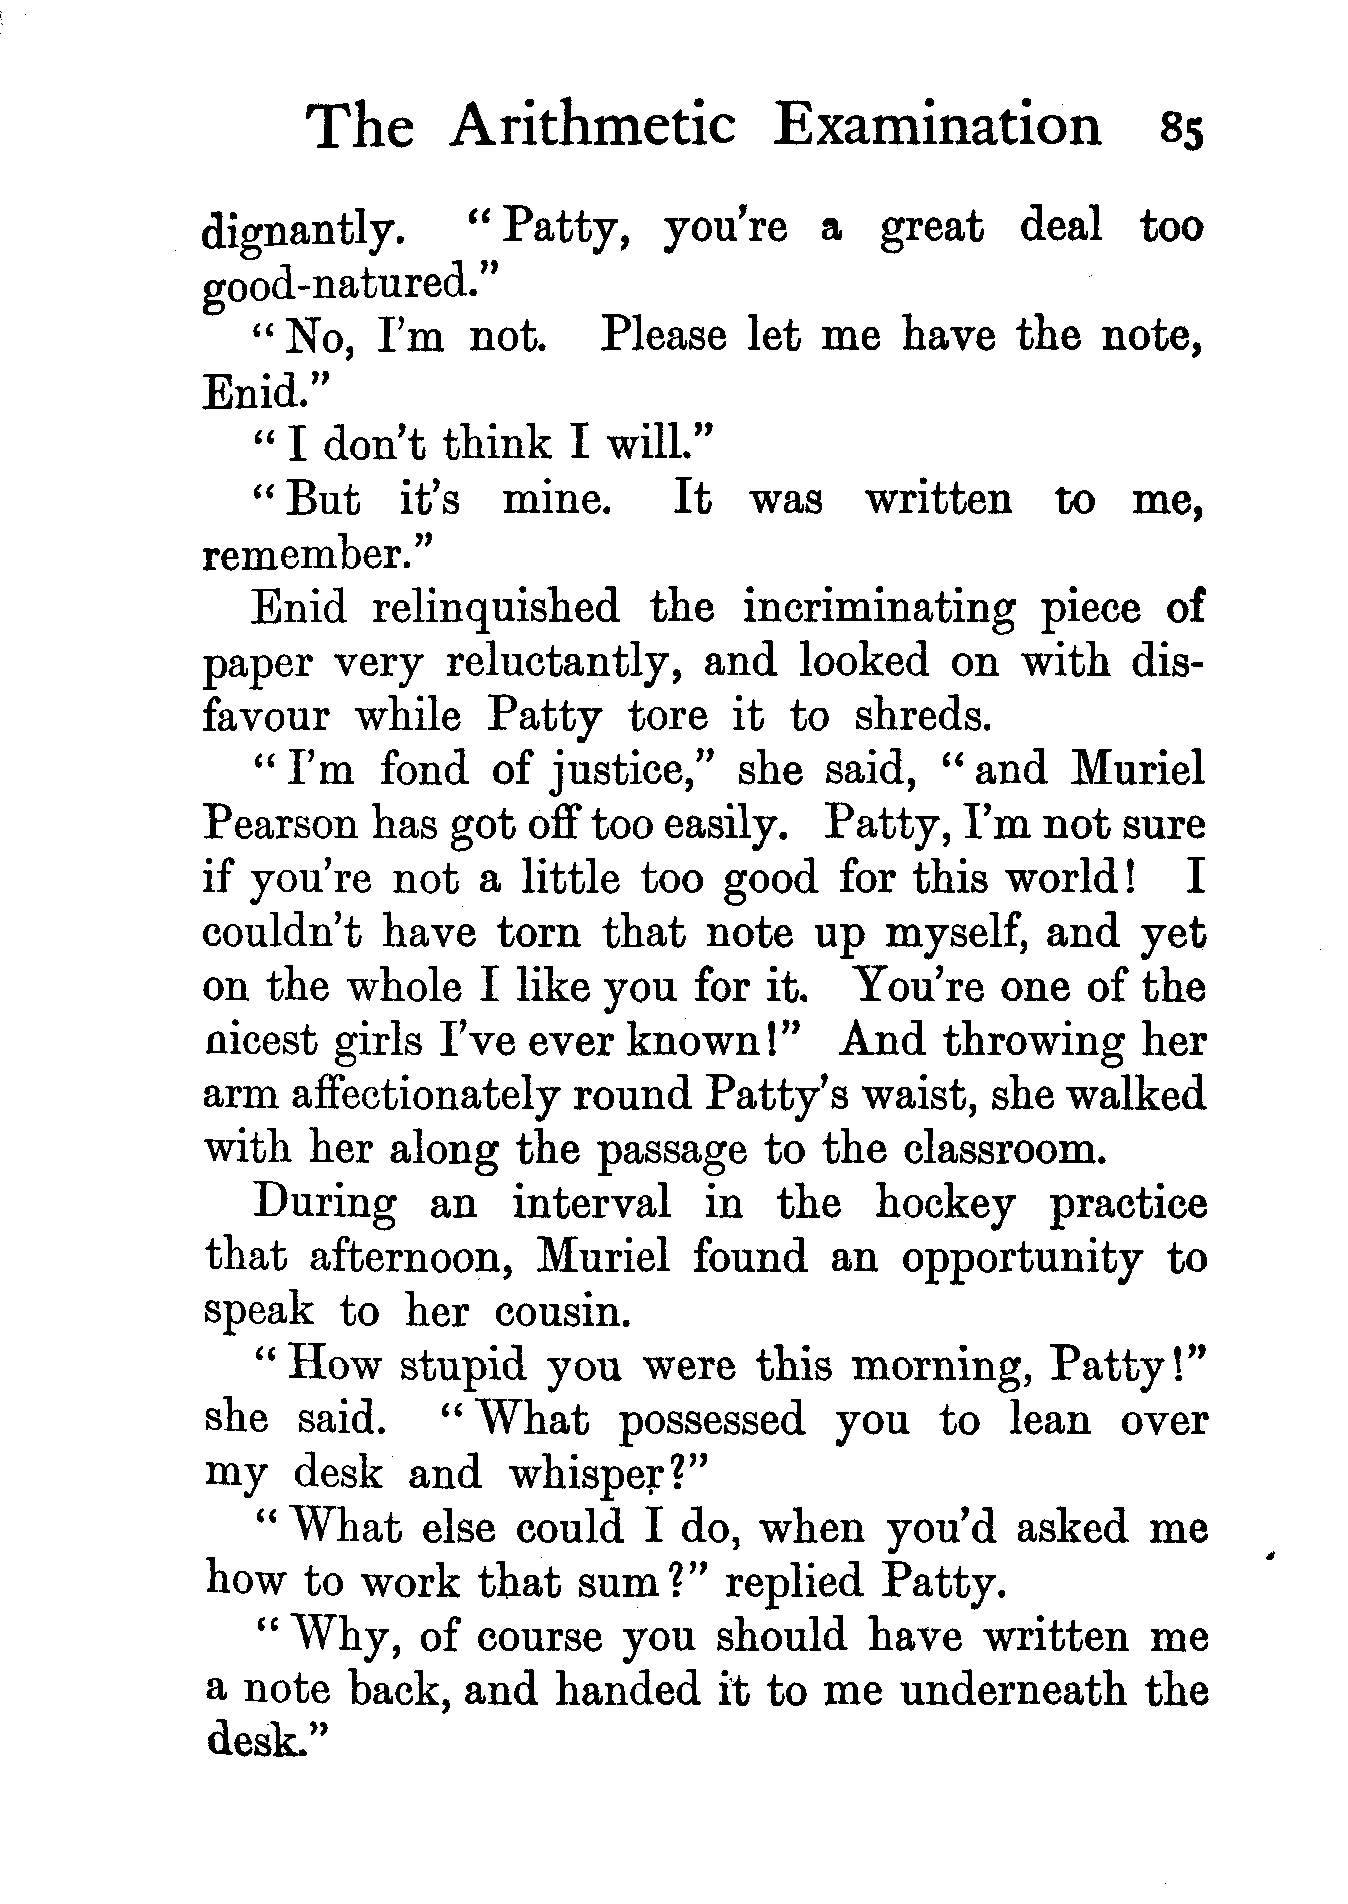 The Arithmetic Examination 85
dignantly. “Patty, you're a great deal too
good-natured.”
“No, I'm not. Please let me have the note,
Enid.”
“I don't think I will.”
“But it's mine. It was written to me,
remember.”
Enid relinquished the incriminating piece of
paper very reluctantly, and looked on with dis-
favour while Patty tore it to shreds.
“I'm fond of justice,” she said, “and Muriel
Pearson has got off too easily. Patty, I'm not sure
if you're not a little too good for this world! I
couldn't have torn that note up myself, and yet
on the whole I like you for it. You're one of the
nicest girls I've ever known!” And throwing her
arm affectionately round Patty's waist, she walked
with her along the passage to the classroom.
During an interval in the hockey practice
that afternoon, Muriel found an opportunity to
speak to her cousin.
“How stupid you were this morning, Patty!”
she said. “What possessed you to lean over
my desk and whisper?”
“What else could I do, when you'd asked me
how to work that sum?” replied Patty.
“Why, of course you should have written me
a note back, and handed it to me underneath the
desk.”